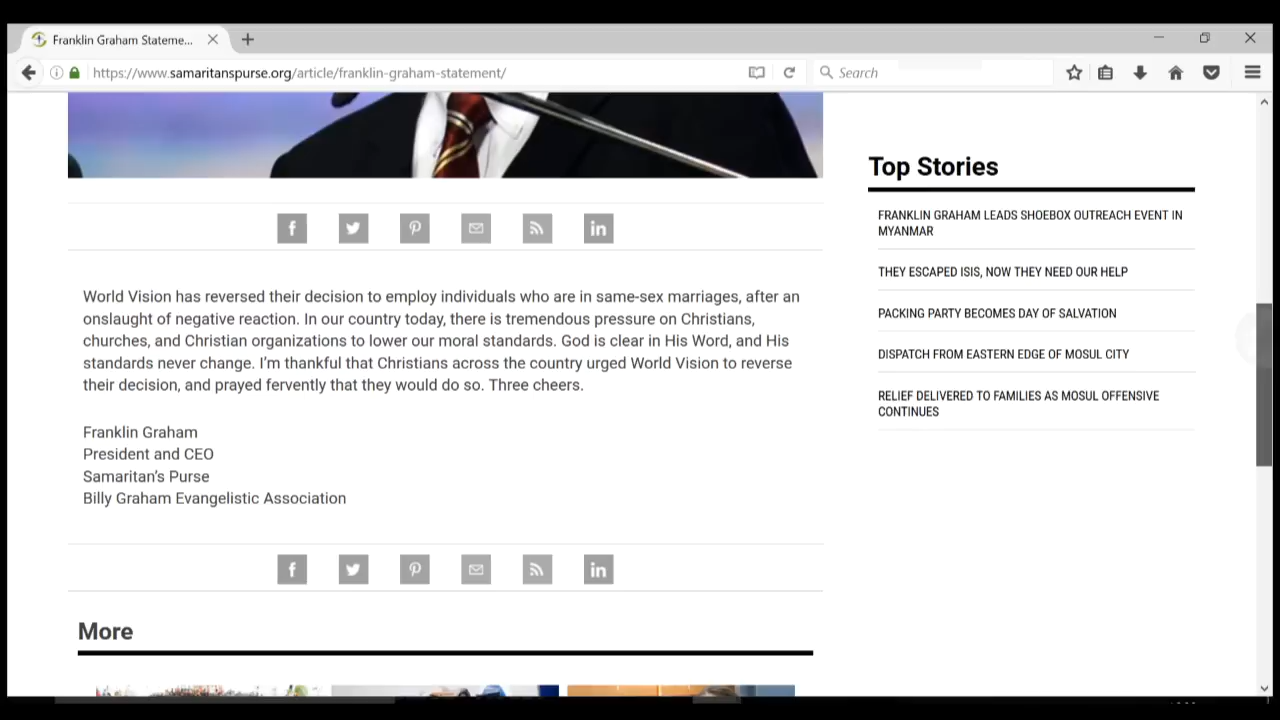 Franklin Graham Stateme...
https://www.samaritanspurse.org/article/franklin-graham-statement/
Search
World Vision has reversed their decision to employ individuals who are in same-sex marriages, after an
onslaught of negative reaction. In our country today, there is tremendous pressure on Christians,
churches, and Christian organizations to lower our moral standards. God is clear in His Word, and His
standards never change. I’m thankful that Christians across the country urged World Vision to reverse
their decision, and prayed fervently that they would do so. Three cheers.
Franklin Graham
President and CEO
Samaritan’s Purse
Billy Graham Evangelistic Association
More
Top Stories
FRANKLIN GRAHAM LEADS SHOEBOX OUTREACH EVENT IN
MYANMAR
THEY ESCAPED ISIS, NOW THEY NEED OUR HELP
PACKING PARTY BECOMES DAY OF SALVATION
DISPATCH FROM EASTERN EDGE OF MOSUL CITY
RELIEF DELIVERED TO FAMILIES AS MOSUL OFFENSIVE
CONTINUES